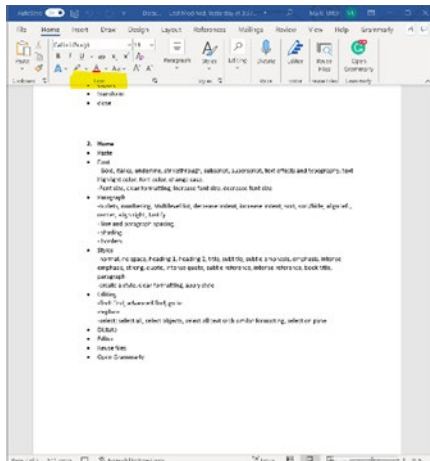 AutoSave
File Home Insert Draw Design Layout References Mailings Review View Help Grammarly
Calibri (Body)
Paste Paragraph Styles Editing Dictate Editor Reuse Files Open Grammarly
Font
transform
close
2. Home
Paste
Font
-Bold, italics, underline, strikethrough, subscript, superscript, text effects and typography, text
highlight color, font color, change case
-Font size, clear formatting, increase font size, decrease font size
Paragraph
-bullets, numbering, Multilevel list, decrease indent, increase indent, sort, show/hide, align left,
center, align right, justify
-line and paragraph spacing
-shading
-borders
Styles
-normal, no space, heading 1, heading 2, title, subtitle, subtle emphasis, emphasis, intense
emphasis, strong, quote, intense quote, subtle reference, intense reference, book title,
paragraph
-create a style, clear formatting, apply style
Editing
-find: find, advanced find, go to
-replace
-select: select all, select objects, select all text with similar formatting, selection pane
Dictate
Editor
Reuse files
Open Grammarly